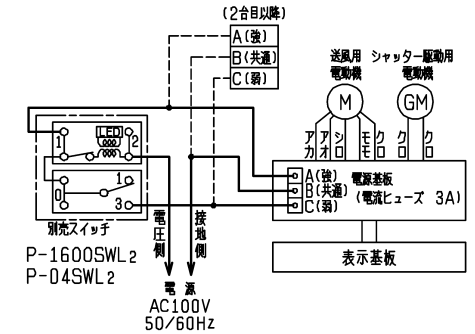 (2台目以降)
A(強)
B(共通)
C(弱)
送風用
電動機
シャッター駆動用
電動機
M
GM
LED
1
2
1
3
0
アカ
アオ
シロ
モモ
クロ
クロ
クロ
A(強)
B(共通)
C(弱)
電源基板
(電流ヒューズ 3A)
表示基板
別売スイッチ
P-1600SWL2
P-04SWL2
電圧側
接地側
電 源
AC100V
50/60Hz